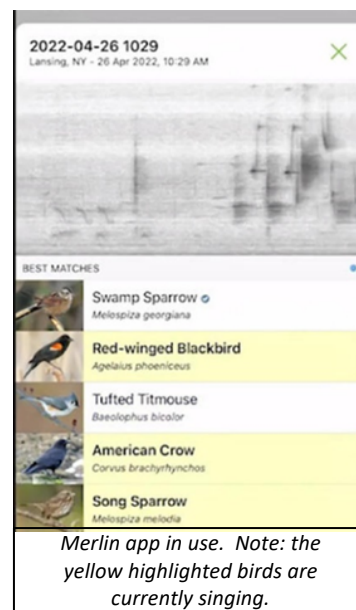 2022-04-26 1029
Lansing, NY - 26 Apr 2022, 10:29 AM
BEST MATCHES
Swamp Sparrow
Melospiza georgiana
Red-winged Blackbird
Agelaius phoeniceus
Tufted Titmouse
Baeolophus bicolor
American Crow
Corvus brachyrhynchos
Song Sparrow
Melospiza melodia
Merlin app in use.  Note: the
yellow highlighted birds are
currently singing.